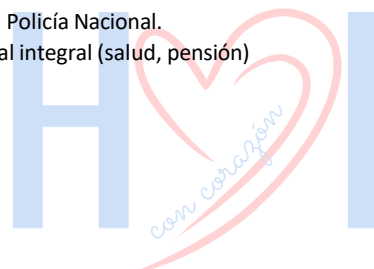 Policía Nacional.
al integral (salud, pensión)
H
con corazón